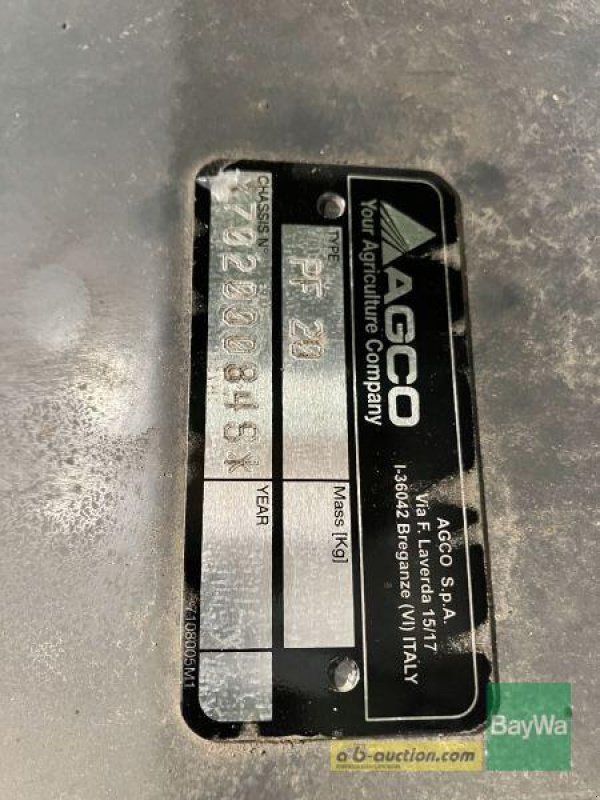 AGCO
Your Agriculture Company
AGCO S.p.A.
Via F. Laverda 15/17
I-36042 Breganze (VI) ITALY
TYPE
PF 20
Mass [Kg]
CHASSIS N°
YEAR
97108005M1
BayWa
a·b-auction.com